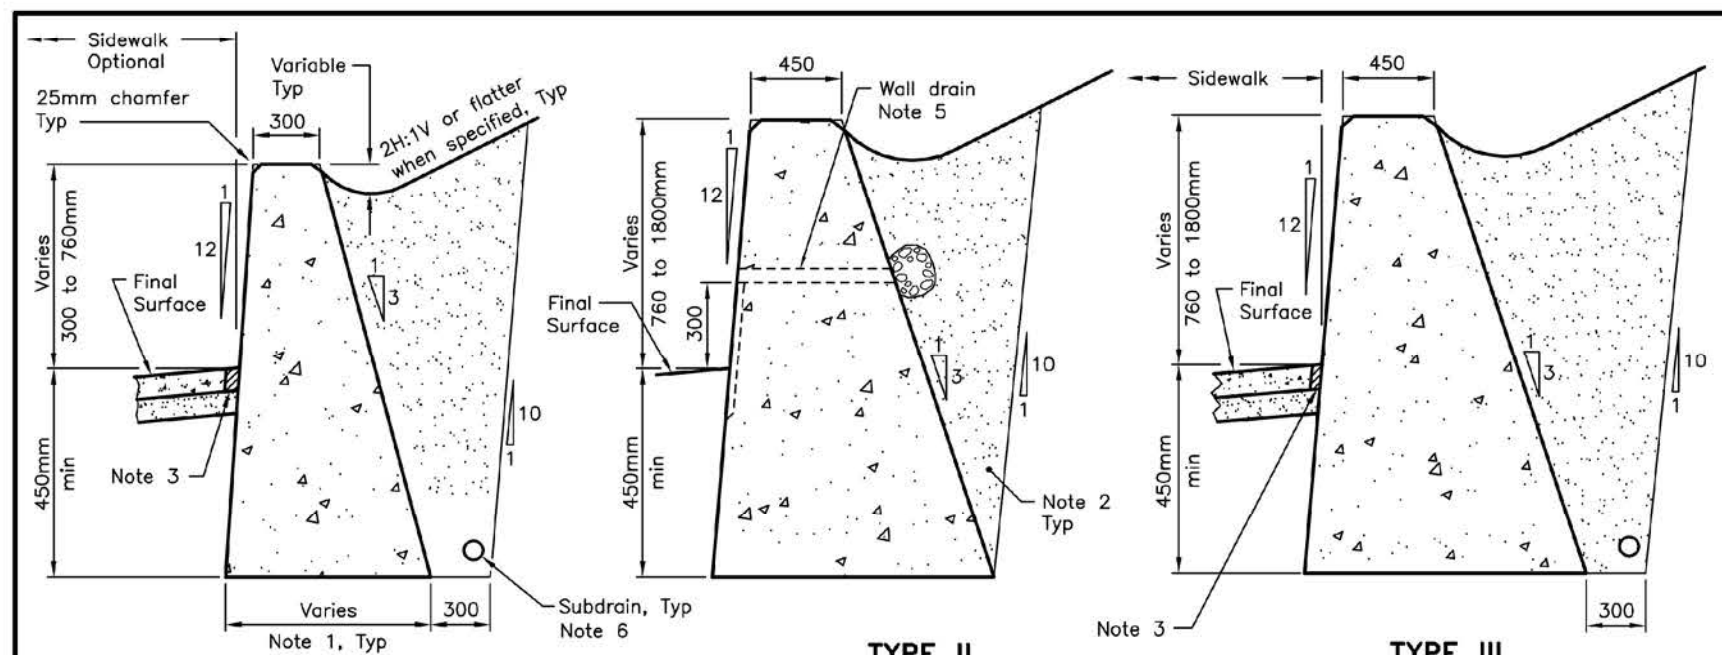 Sidewalk
Optional
25mm chamfer
Typ
Variable
Typ
300
2H:1V or flatter
when specified, Typ
Varies
300 to 760mm
1
12
1
3
Final
Surface
450mm
min
Note 3
10
1
Varies
Note 1, Typ
300
Subdrain, Typ
Note 6
450
Wall drain
Note 5
Varies
760 to 1800mm
1
12
300
Final
Surface
450mm
min
1
3
10
1
Note 2
Typ
TYPE II
Sidewalk
450
Varies
760 to 1800mm
1
12
Final
Surface
450mm
min
1
3
10
1
Note 3
300
TYPE III